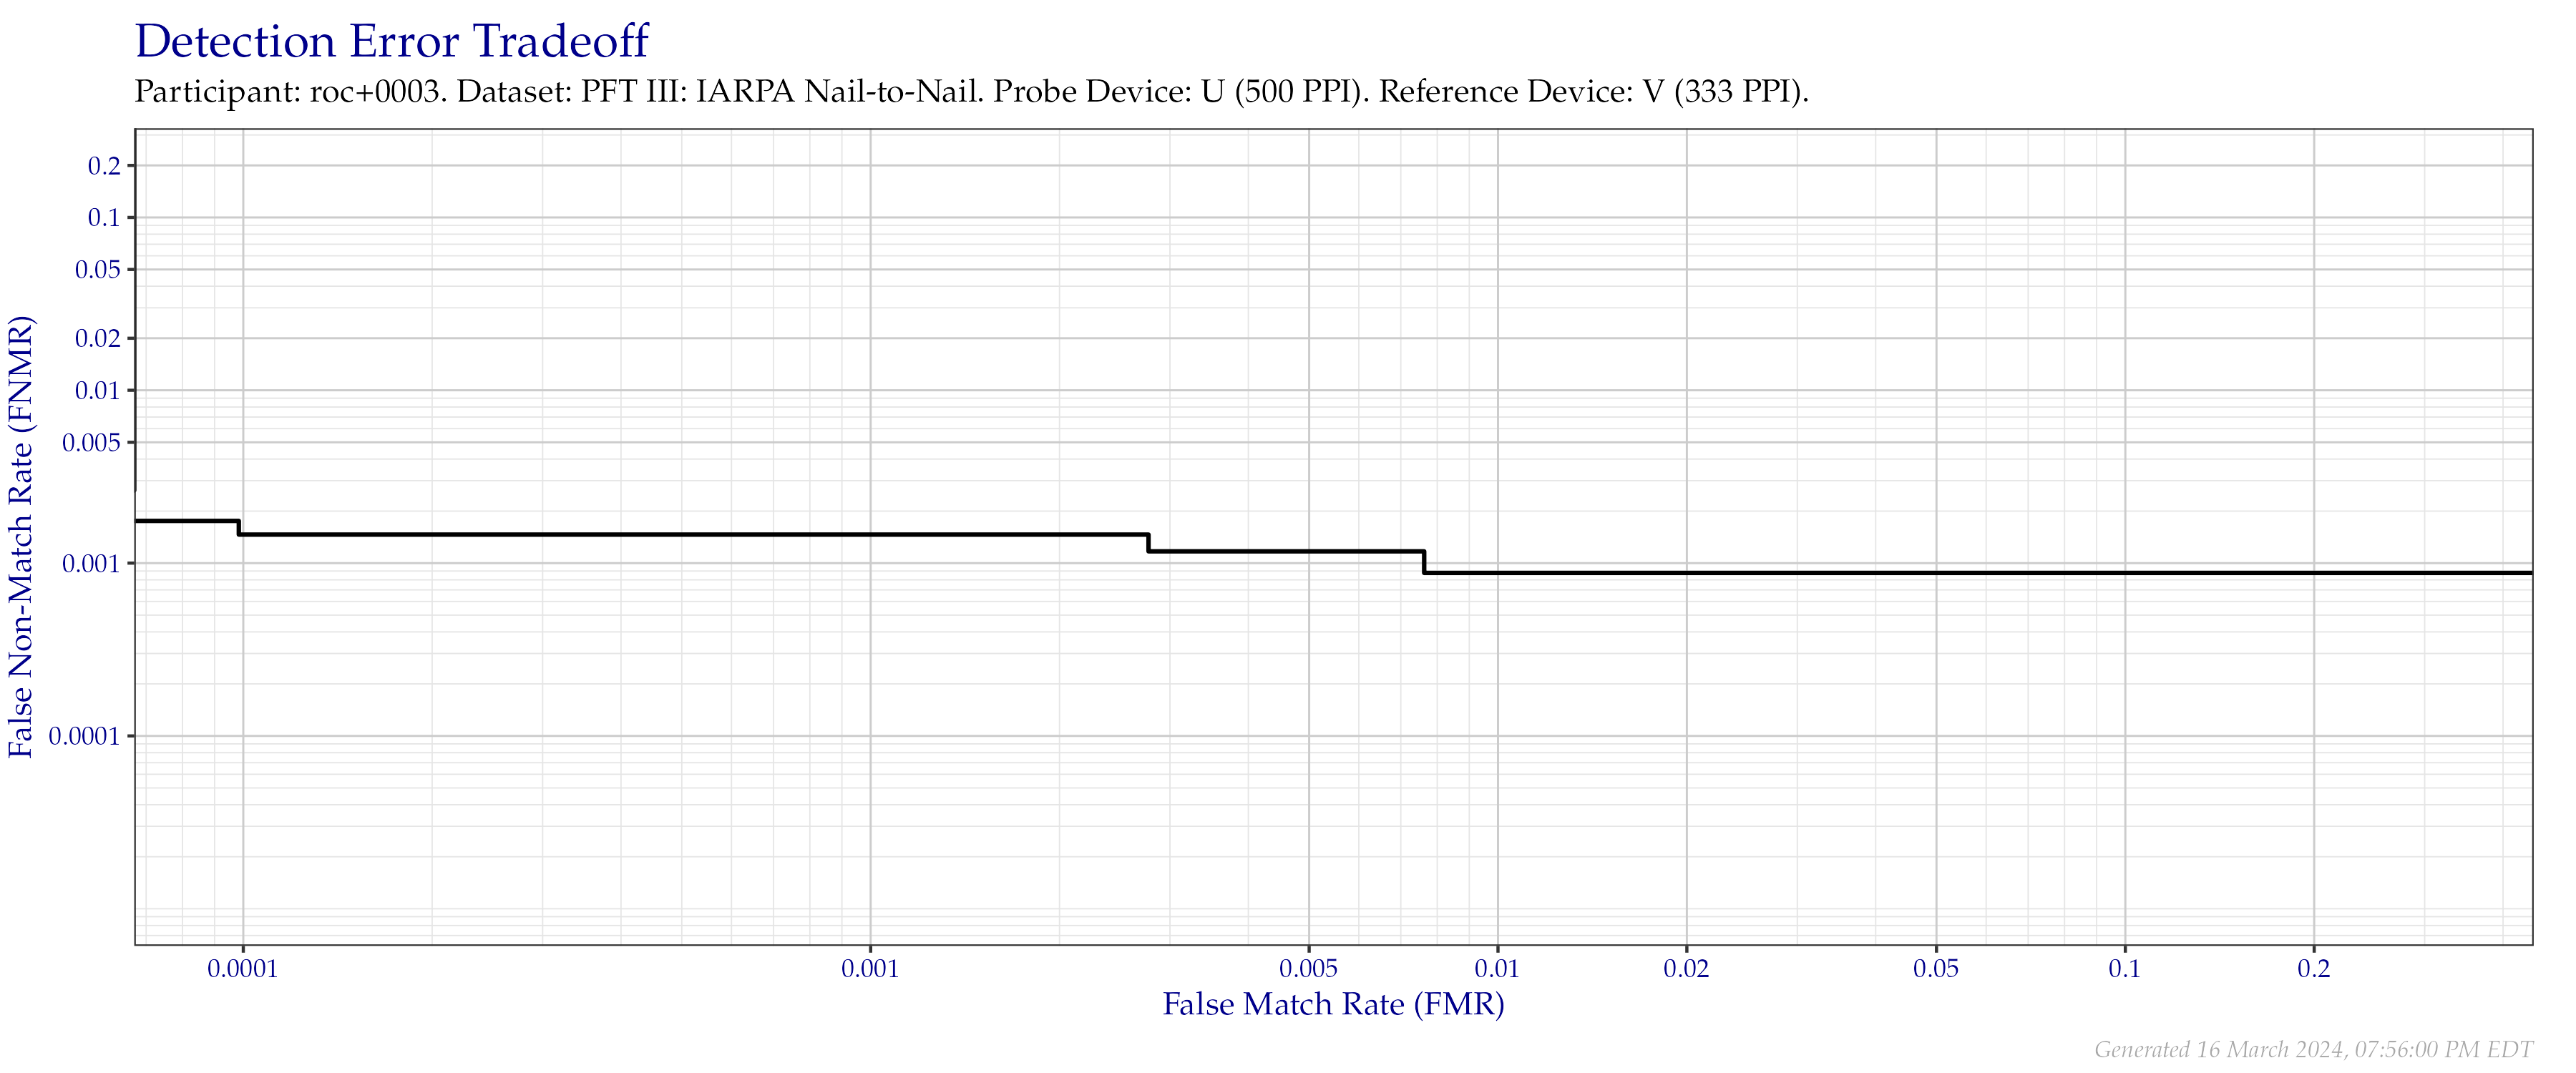 Detection Error Tradeoff
Participant: roc+0003. Dataset: PFT III: IARPA Nail-to-Nail. Probe Device: U (500 PPI). Reference Device: V (333 PPI).
False Non-Match Rate (FNMR)
0.2
0.1
0.05
0.02
0.01
0.005
0.001
0.0001
0.0001 0.001 0.005 0.01 0.02 0.05 0.1 0.2
False Match Rate (FMR)
Generated 16 March 2024, 07:56:00 PM EDT